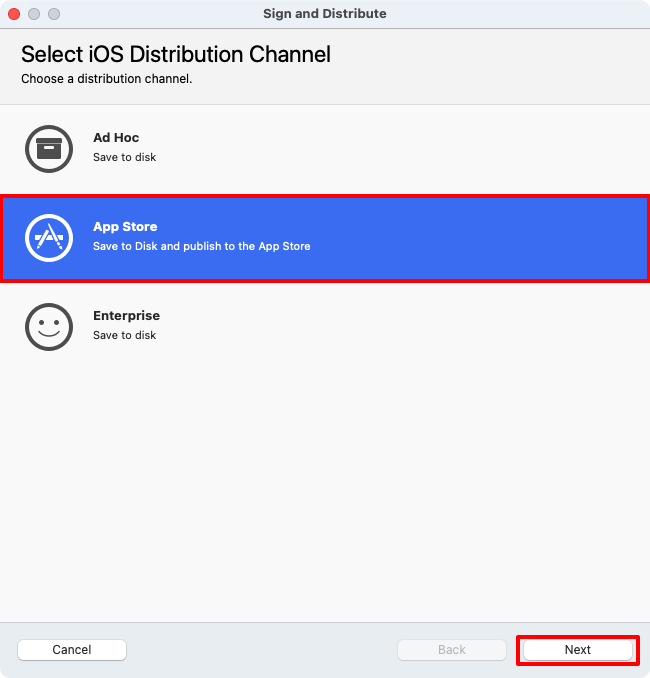 Sign and Distribute
Select iOS Distribution Channel
Choose a distribution channel.
Ad Hoc
Save to disk
App Store
Save to Disk and publish to the App Store
Enterprise
Save to disk
Cancel
Back
Next